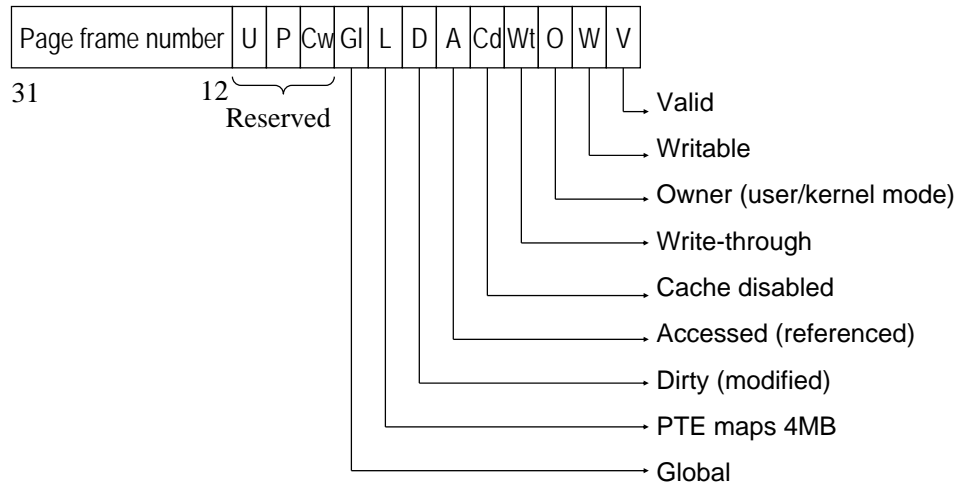 Page frame number U P Cw Gl L D A Cd Wt O W V
31 12
Reserved
Valid
Writable
Owner (user/kernel mode)
Write-through
Cache disabled
Accessed (referenced)
Dirty (modified)
PTE maps 4MB
Global